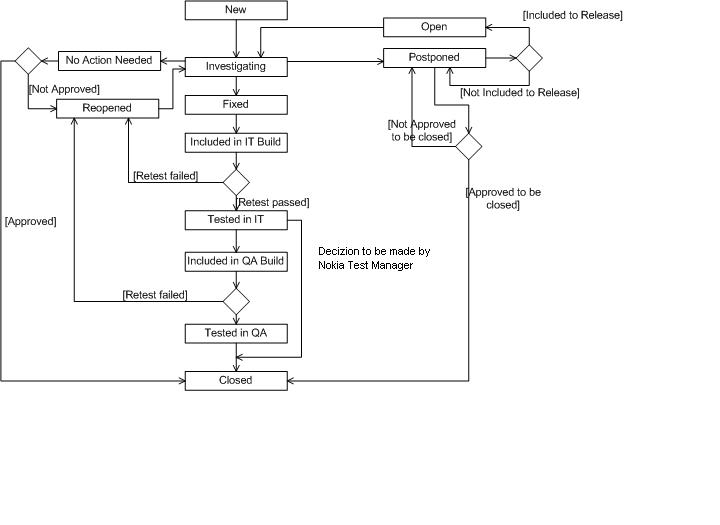 New
Open
[Included to Release]
No Action Needed
Investigating
Postponed
[Not Approved]
[Not Included to Release]
Reopened
Fixed
[Not Approved
to be closed]
Included in IT Build
[Retest failed]
[Approved to be
closed]
[Retest passed]
Tested in IT
[Approved]
Decizion to be made by
Nokia Test Manager
Included in QA Build
[Retest failed]
Tested in QA
Closed